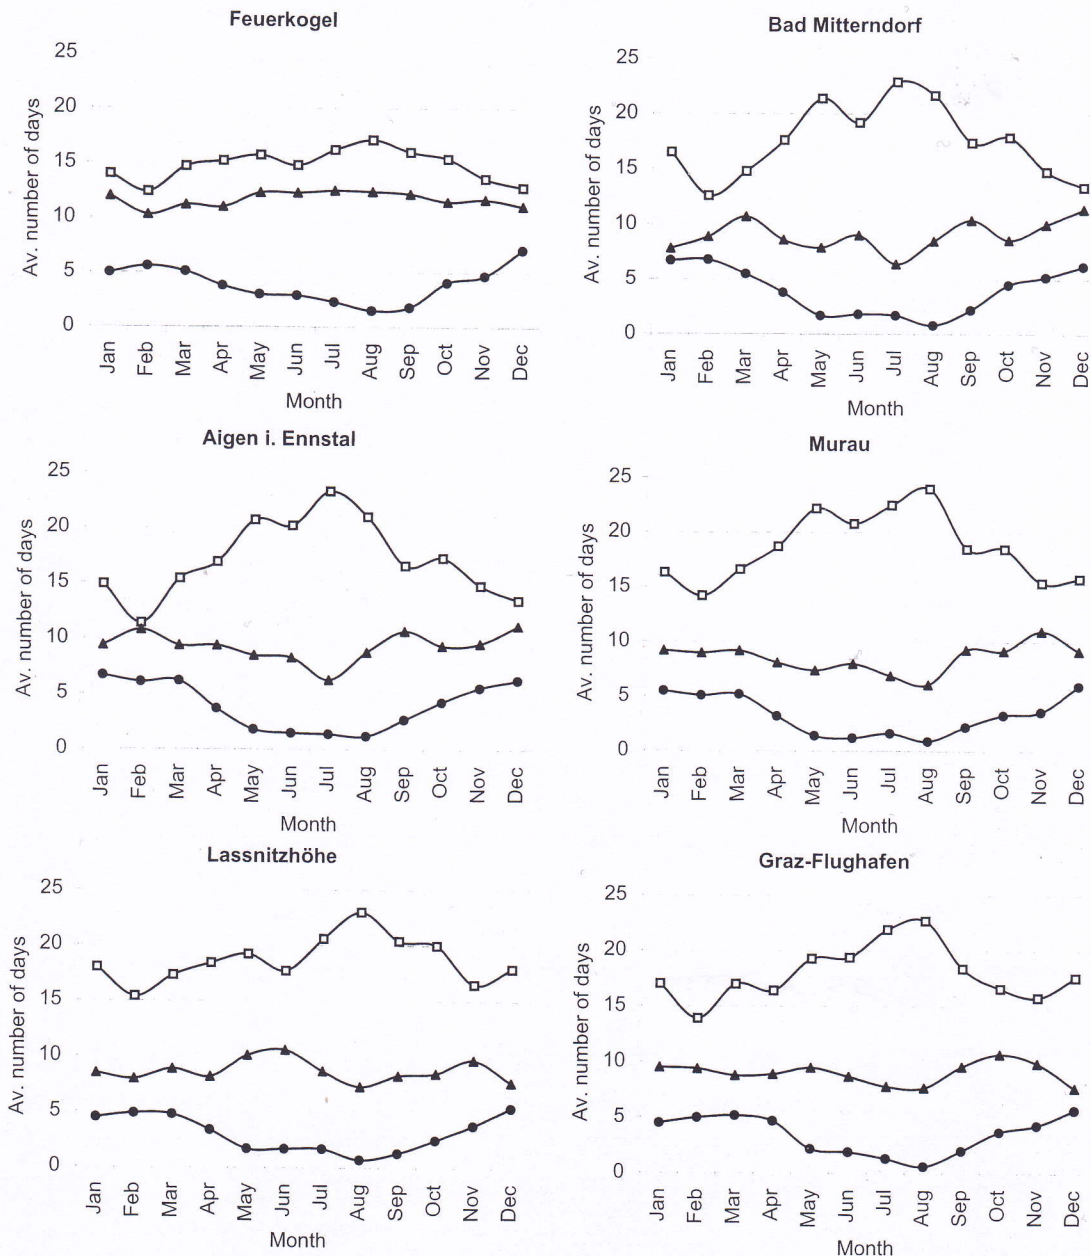 Feuerkogel
Av. number of days
25
20
15
10
5
0
Jan Feb Mar Apr May Jun Jul Aug Sep Oct Nov Dec
Month
Bad Mitterndorf
Av. number of days
25
20
15
10
5
0
Jan Feb Mar Apr May Jun Jul Aug Sep Oct Nov Dec
Month
Aigen i. Ennstal
Av. number of days
25
20
15
10
5
0
Jan Feb Mar Apr May Jun Jul Aug Sep Oct Nov Dec
Month
Murau
Av. number of days
25
20
15
10
5
0
Jan Feb Mar Apr May Jun Jul Aug Sep Oct Nov Dec
Month
Lassnitzhöhe
Av. number of days
25
20
15
10
5
0
Jan Feb Mar Apr May Jun Jul Aug Sep Oct Nov Dec
Month
Graz-Flughafen
Av. number of days
25
20
15
10
5
0
Jan Feb Mar Apr May Jun Jul Aug Sep Oct Nov Dec
Month